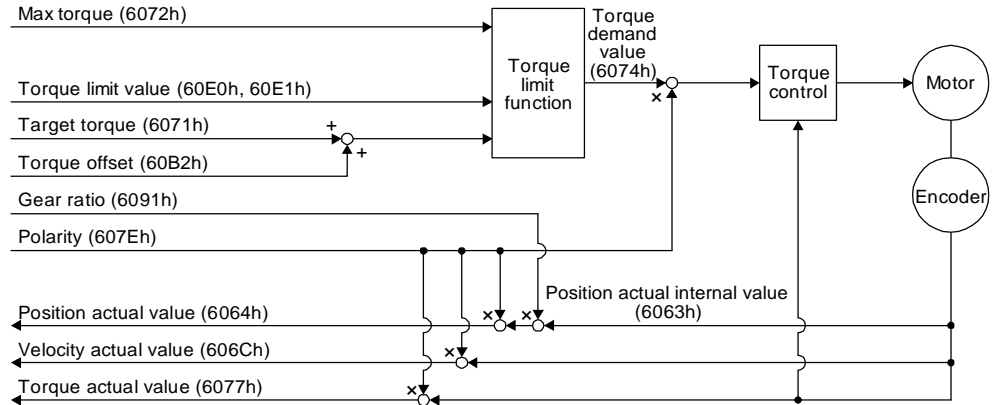 Max torque (6072h)
Torque
demand
value
(6074h)
Torque
limit
function
Torque
control
Motor
×
Torque limit value (60E0h, 60E1h)
Target torque (6071h)
+
+
Torque offset (60B2h)
Encoder
Gear ratio (6091h)
Polarity (607Eh)
Position actual internal value
(6063h)
Position actual value (6064h)
×
×
Velocity actual value (606Ch)
×
Torque actual value (6077h)
×